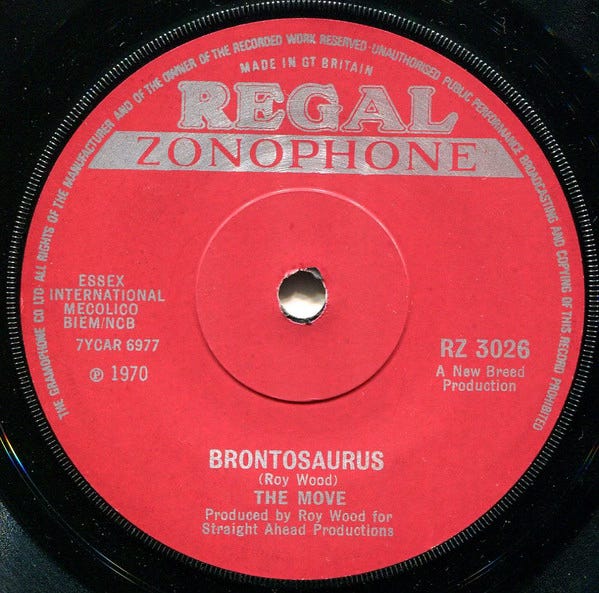 THE GRAMOPHONE CO LTD · ALL RIGHTS OF THE MANUFACTURER AND OF THE OWNER OF THE RECORDED WORK RESERVED · UNAUTHORISED PUBLIC PERFORMANCE BROADCASTING AND COPYING OF THIS RECORD PROHIBITED
MADE IN GT BRITAIN
REGAL
ZONOPHONE
ESSEX
INTERNATIONAL
MECOLICO
BIEM/NCB
7YCAR 6977
℗ 1970
RZ 3026
A New Breed
Production
BRONTOSAURUS
(Roy Wood)
THE MOVE
Produced by Roy Wood for
Straight Ahead Productions